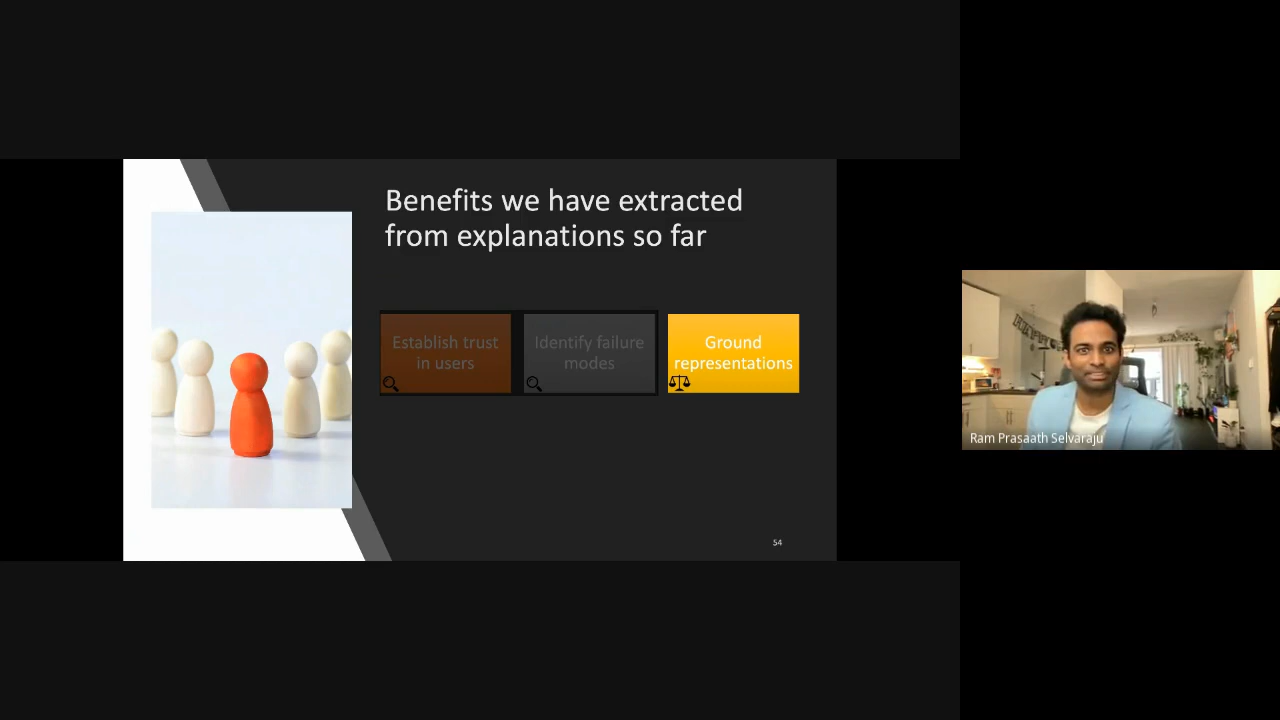 Benefits we have extracted
from explanations so far
Establish trust
in users
Identify failure
modes
Ground
representations
54
Ram Prasaath Selvaraju